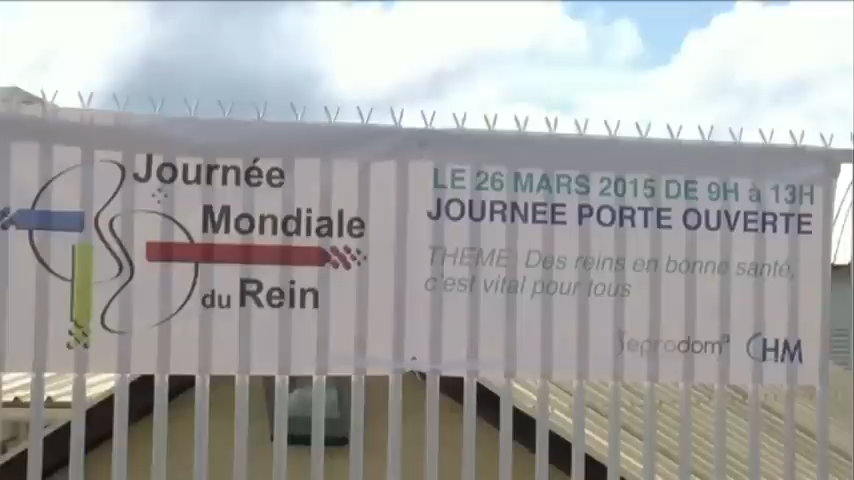 Journée
Mondiale
du Rein
LE 26 MARS 2015 DE 9H à 13H
JOURNEE PORTE OUVERTE
THEME: Des reins en bonne santé,
c'est vital pour tous
CHM